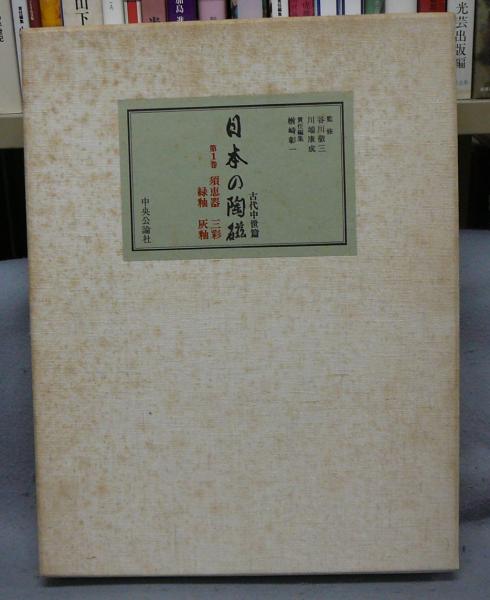 監修
谷川徹三
川端康成
責任編集
楢崎彰一
古代中世篇
日本の陶磁
第1巻
須恵器 三彩
緑釉 灰釉
中央公論社
山下
光芸出版編